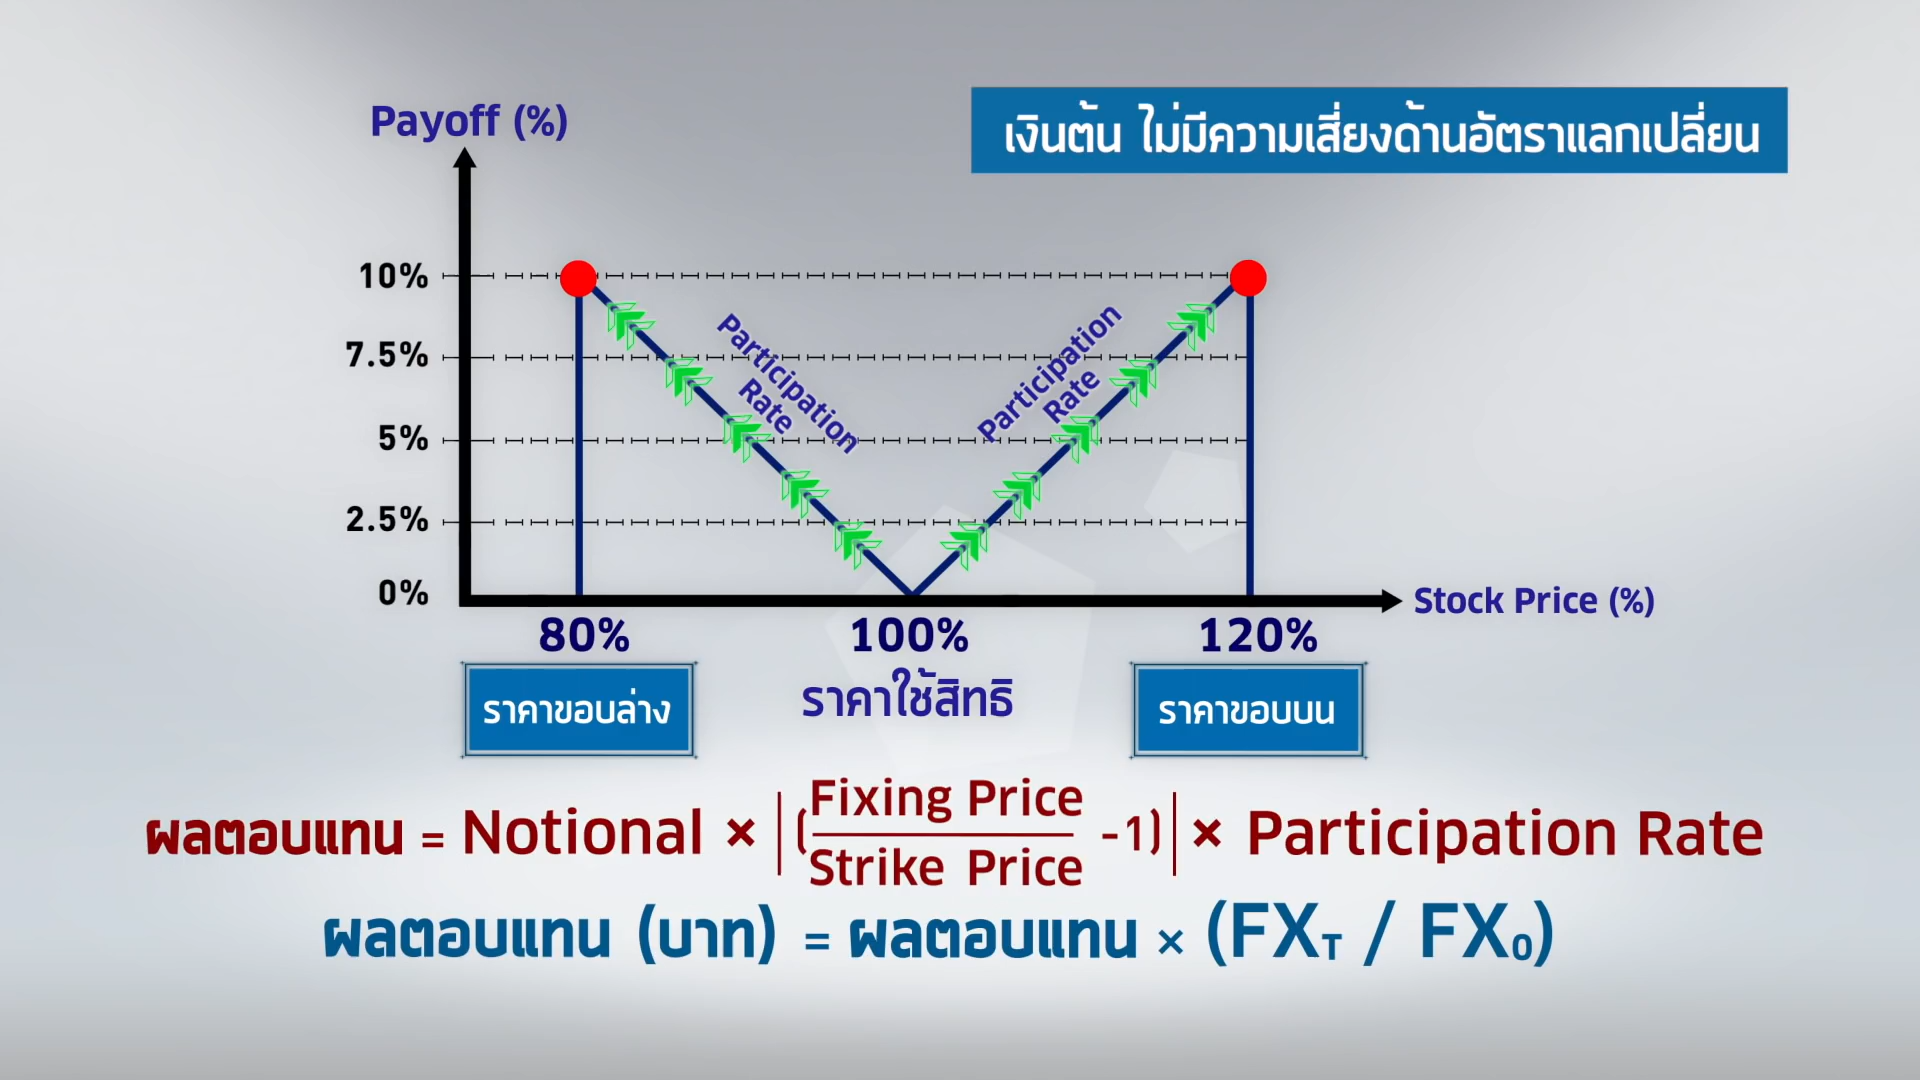 Payoff (%)
เงินต้น ไม่มีความเสี่ยงด้านอัตราแลกเปลี่ยน
10%
7.5%
5%
2.5%
0%
Participation
Rate
Participation
Rate
Stock Price (%)
80%
100%
120%
ราคาขอบล่าง
ราคาใช้สิทธิ
ราคาขอบบน
ผลตอบแทน = Notional × |(Fixing Price / Strike Price -1)| × Participation Rate
ผลตอบแทน (บาท) = ผลตอบแทน × (FX_T / FX_0)